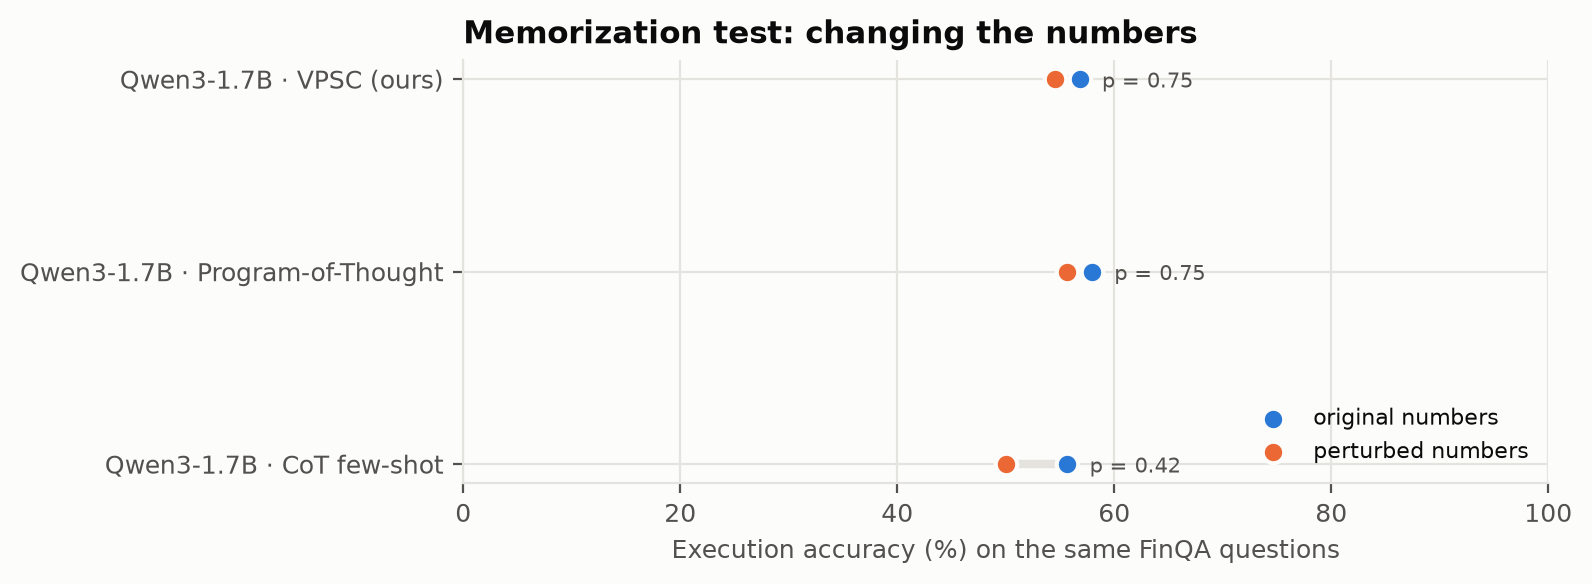 Memorization test: changing the numbers
Qwen3-1.7B · VPSC (ours)
p = 0.75
Qwen3-1.7B · Program-of-Thought
p = 0.75
original numbers
perturbed numbers
Qwen3-1.7B · CoT few-shot
p = 0.42
0 20 40 60 80 100
Execution accuracy (%) on the same FinQA questions